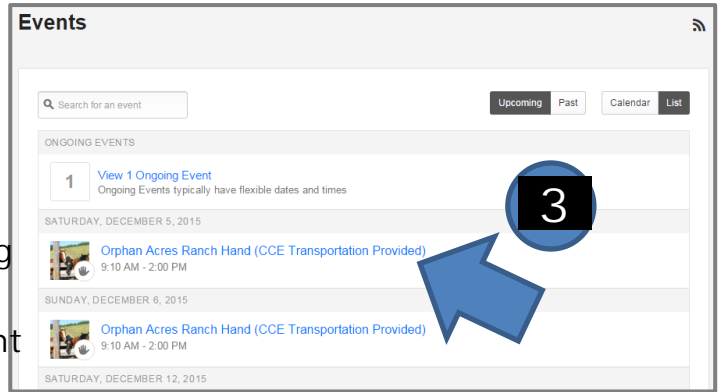 Events
Search for an event
Upcoming Past Calendar List
ONGOING EVENTS
1
View 1 Ongoing Event
Ongoing Events typically have flexible dates and times
3
SATURDAY, DECEMBER 5, 2015
g
Orphan Acres Ranch Hand (CCE Transportation Provided)
9:10 AM - 2:00 PM
SUNDAY, DECEMBER 6, 2015
nt
Orphan Acres Ranch Hand (CCE Transportation Provided)
9:10 AM - 2:00 PM
SATURDAY, DECEMBER 12, 2015